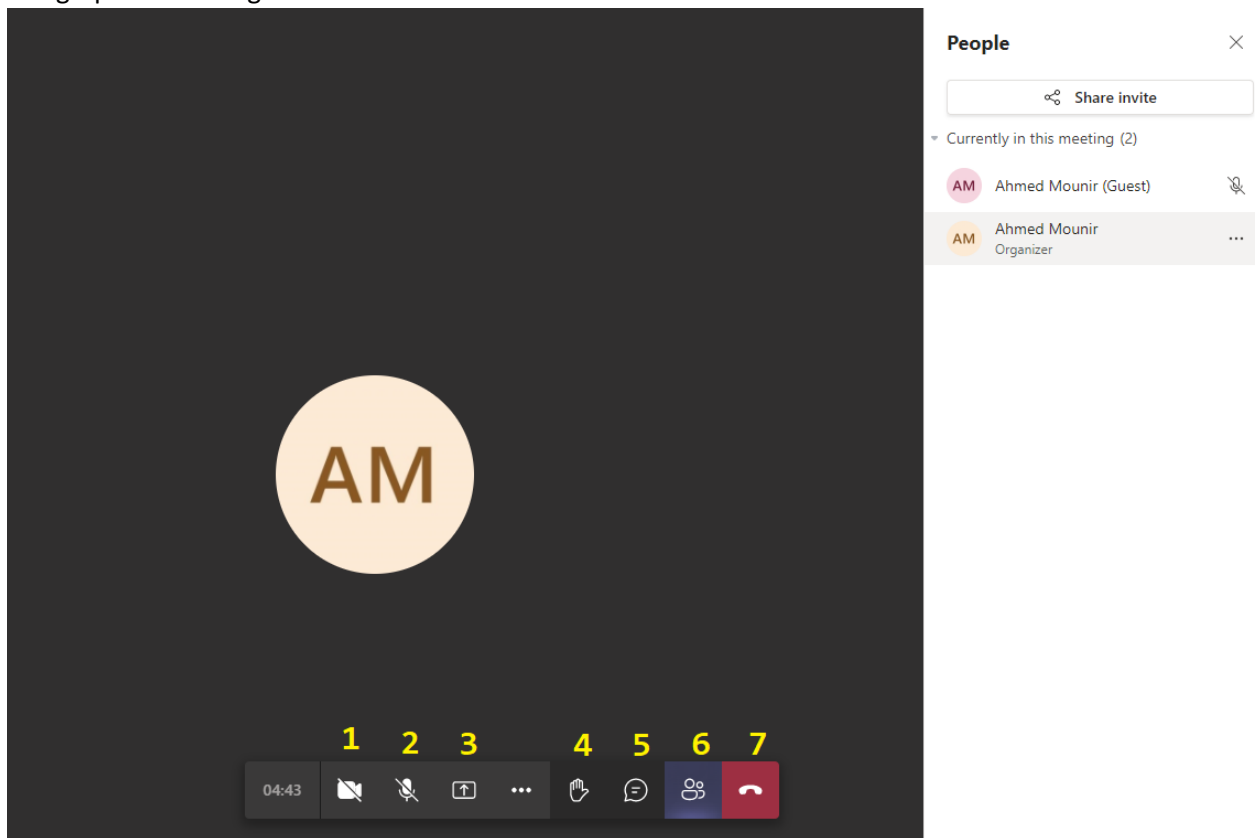 People
Share invite
Currently in this meeting (2)
AM Ahmed Mounir (Guest)
AM Ahmed Mounir
Organizer
AM
1 2 3 4 5 6 7
04:43